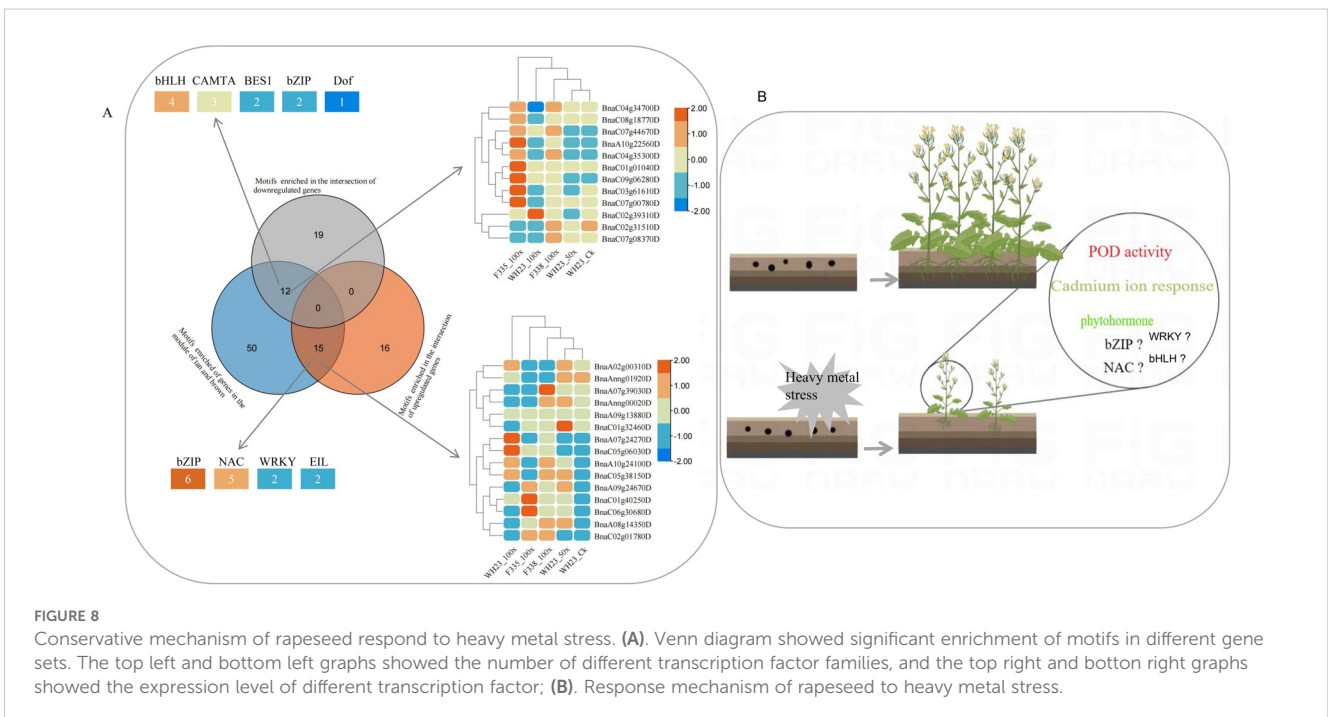 A
bHLH CAMTA BES1 bZIP Dof
4 3 2 2 1
Motifs enriched in the intersection of
downregulated genes
19
12
0
0
50
15
16
Motifs enriched of genes in the
module of tan and brown
Motifs enriched in the intersection
of upregulated genes
bZIP NAC WRKY EIL
6 5 2 2
BnaC04g34700D
BnaC08g18770D
BnaC07g44670D
BnaA10g22560D
BnaC04g35300D
BnaC01g01040D
BnaC09g06280D
BnaC03g61610D
BnaC07g00780D
BnaC02g39310D
BnaC02g31510D
BnaC07g08370D
F335_100x
WH23_100x
F338_100x
WH23_50x
WH23_Ck
2.00
1.00
0.00
-1.00
-2.00
BnaA02g00310D
BnaAnng01920D
BnaA07g39030D
BnaAnng00020D
BnaA09g13880D
BnaC01g32460D
BnaA07g24270D
BnaC05g06030D
BnaA10g24100D
BnaC05g38150D
BnaA09g24670D
BnaC01g40250D
BnaC06g30680D
BnaA08g14350D
BnaC02g01780D
WH23_100x
F335_100x
F338_100x
WH23_50x
WH23_Ck
2.00
1.00
0.00
-1.00
-2.00
B
POD activity
Cadmium ion response
phytohormone
bZIP ? WRKY ?
NAC ? bHLH ?
Heavy metal
stress
FIGURE 8
Conservative mechanism of rapeseed respond to heavy metal stress. (A). Venn diagram showed significant enrichment of motifs in different gene
sets. The top left and bottom left graphs showed the number of different transcription factor families, and the top right and botton right graphs
showed the expression level of different transcription factor; (B). Response mechanism of rapeseed to heavy metal stress.